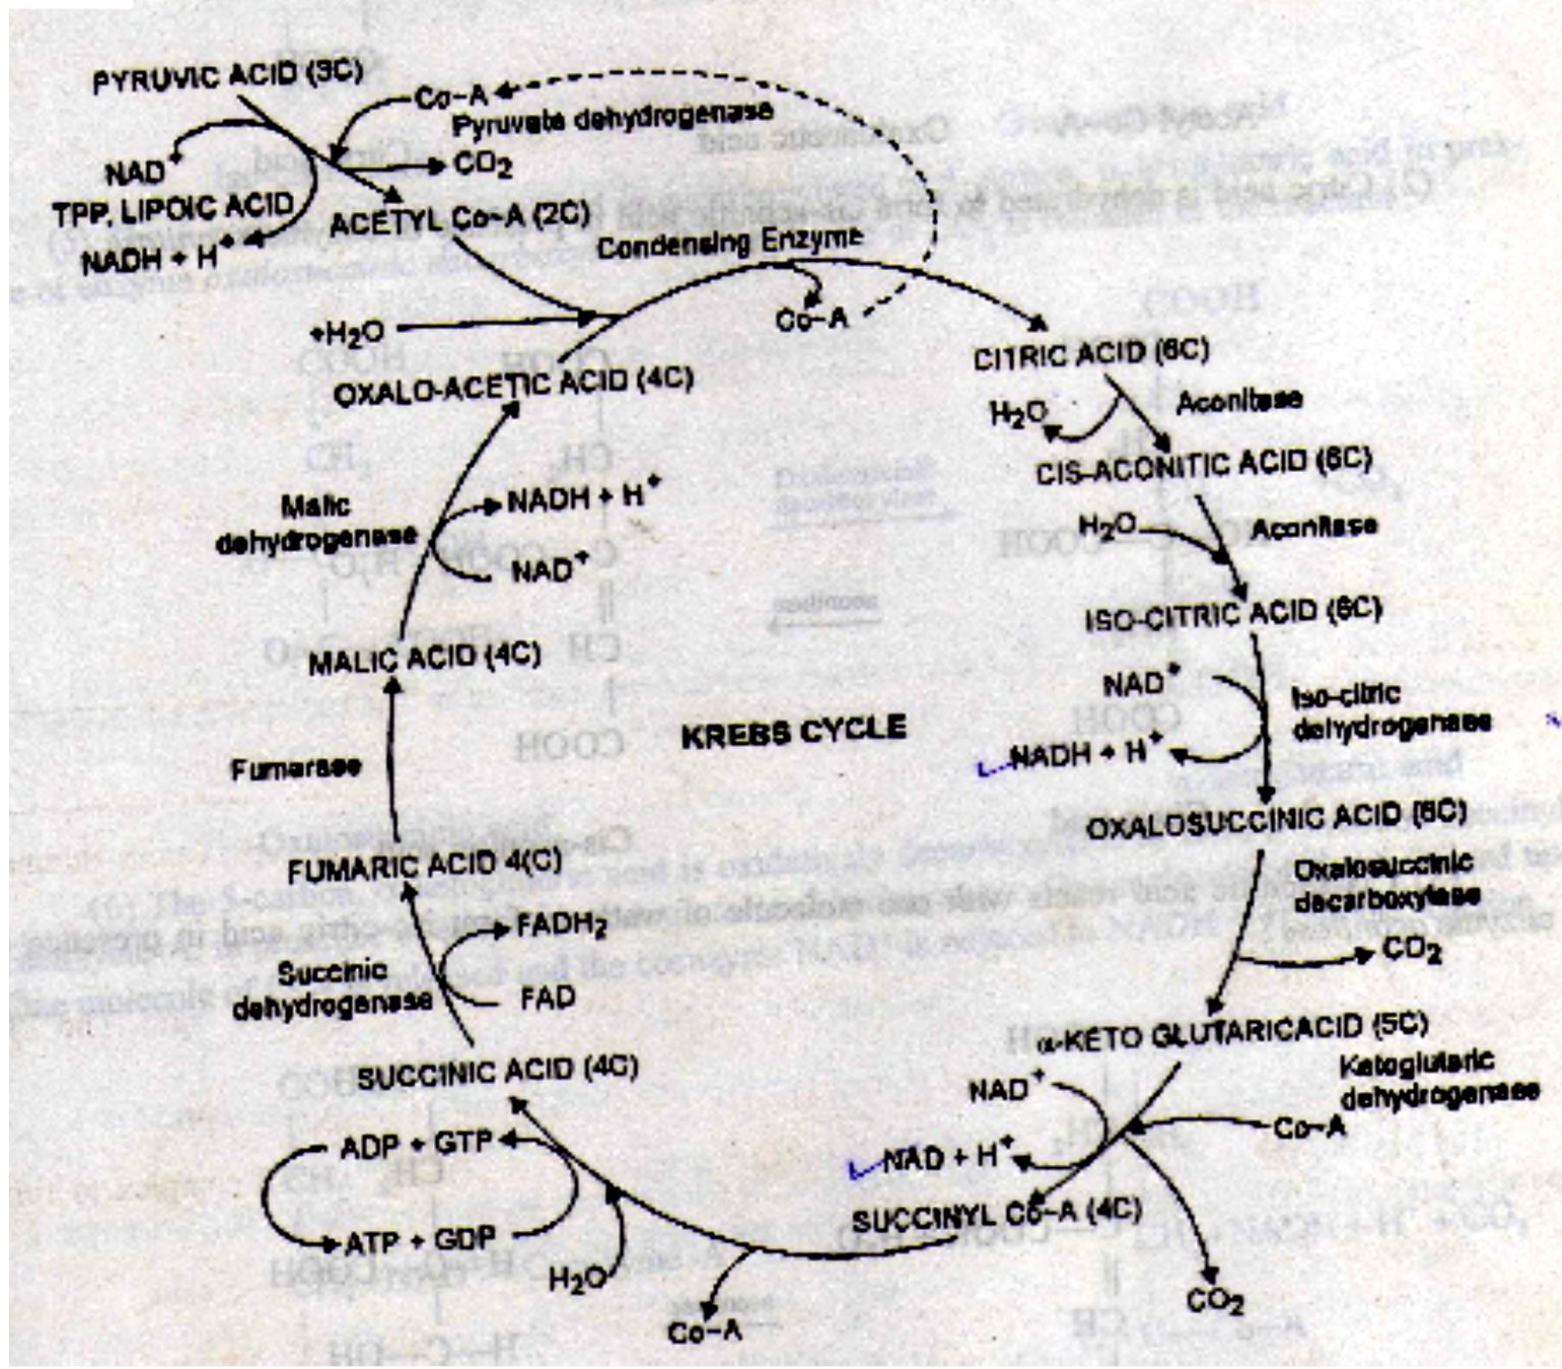 PYRUVIC ACID (3C)
Co-A
Pyruvate dehydrogenase
NAD+
CO2
TPP, LIPOIC ACID
NADH + H+
ACETYL Co-A (2C)
Condensing Enzyme
+H2O
Co-A
OXALO-ACETIC ACID (4C)
CITRIC ACID (6C)
H2O
Aconitase
CIS-ACONITIC ACID (6C)
H2O
Aconitase
ISO-CITRIC ACID (6C)
NAD+
Iso-citric
dehydrogenase
NADH + H+
OXALOSUCCINIC ACID (6C)
Oxalosuccinic
decarboxylase
CO2
α-KETO GLUTARICACID (5C)
Ketoglutaric
dehydrogenase
NAD+
Co-A
NAD + H+
SUCCINYL Co-A (4C)
CO2
Co-A
H2O
ADP + GTP
ATP + GDP
SUCCINIC ACID (4C)
Succinic
dehydrogenase
FADH2
FAD
FUMARIC ACID 4(C)
Fumarase
MALIC ACID (4C)
Malic
dehydrogenase
NADH + H+
NAD+
KREBS CYCLE